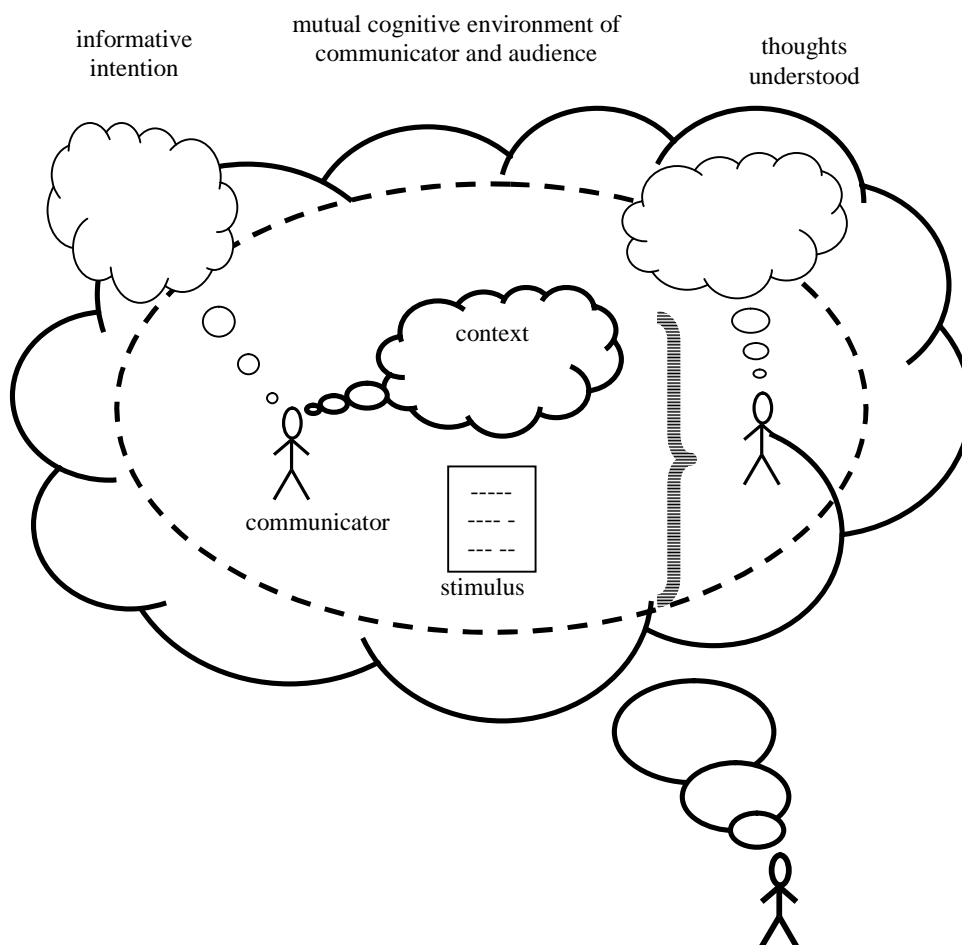 informative
intention
mutual cognitive environment of
communicator and audience
thoughts
understood
context
communicator
-----
---- -
--- --
stimulus